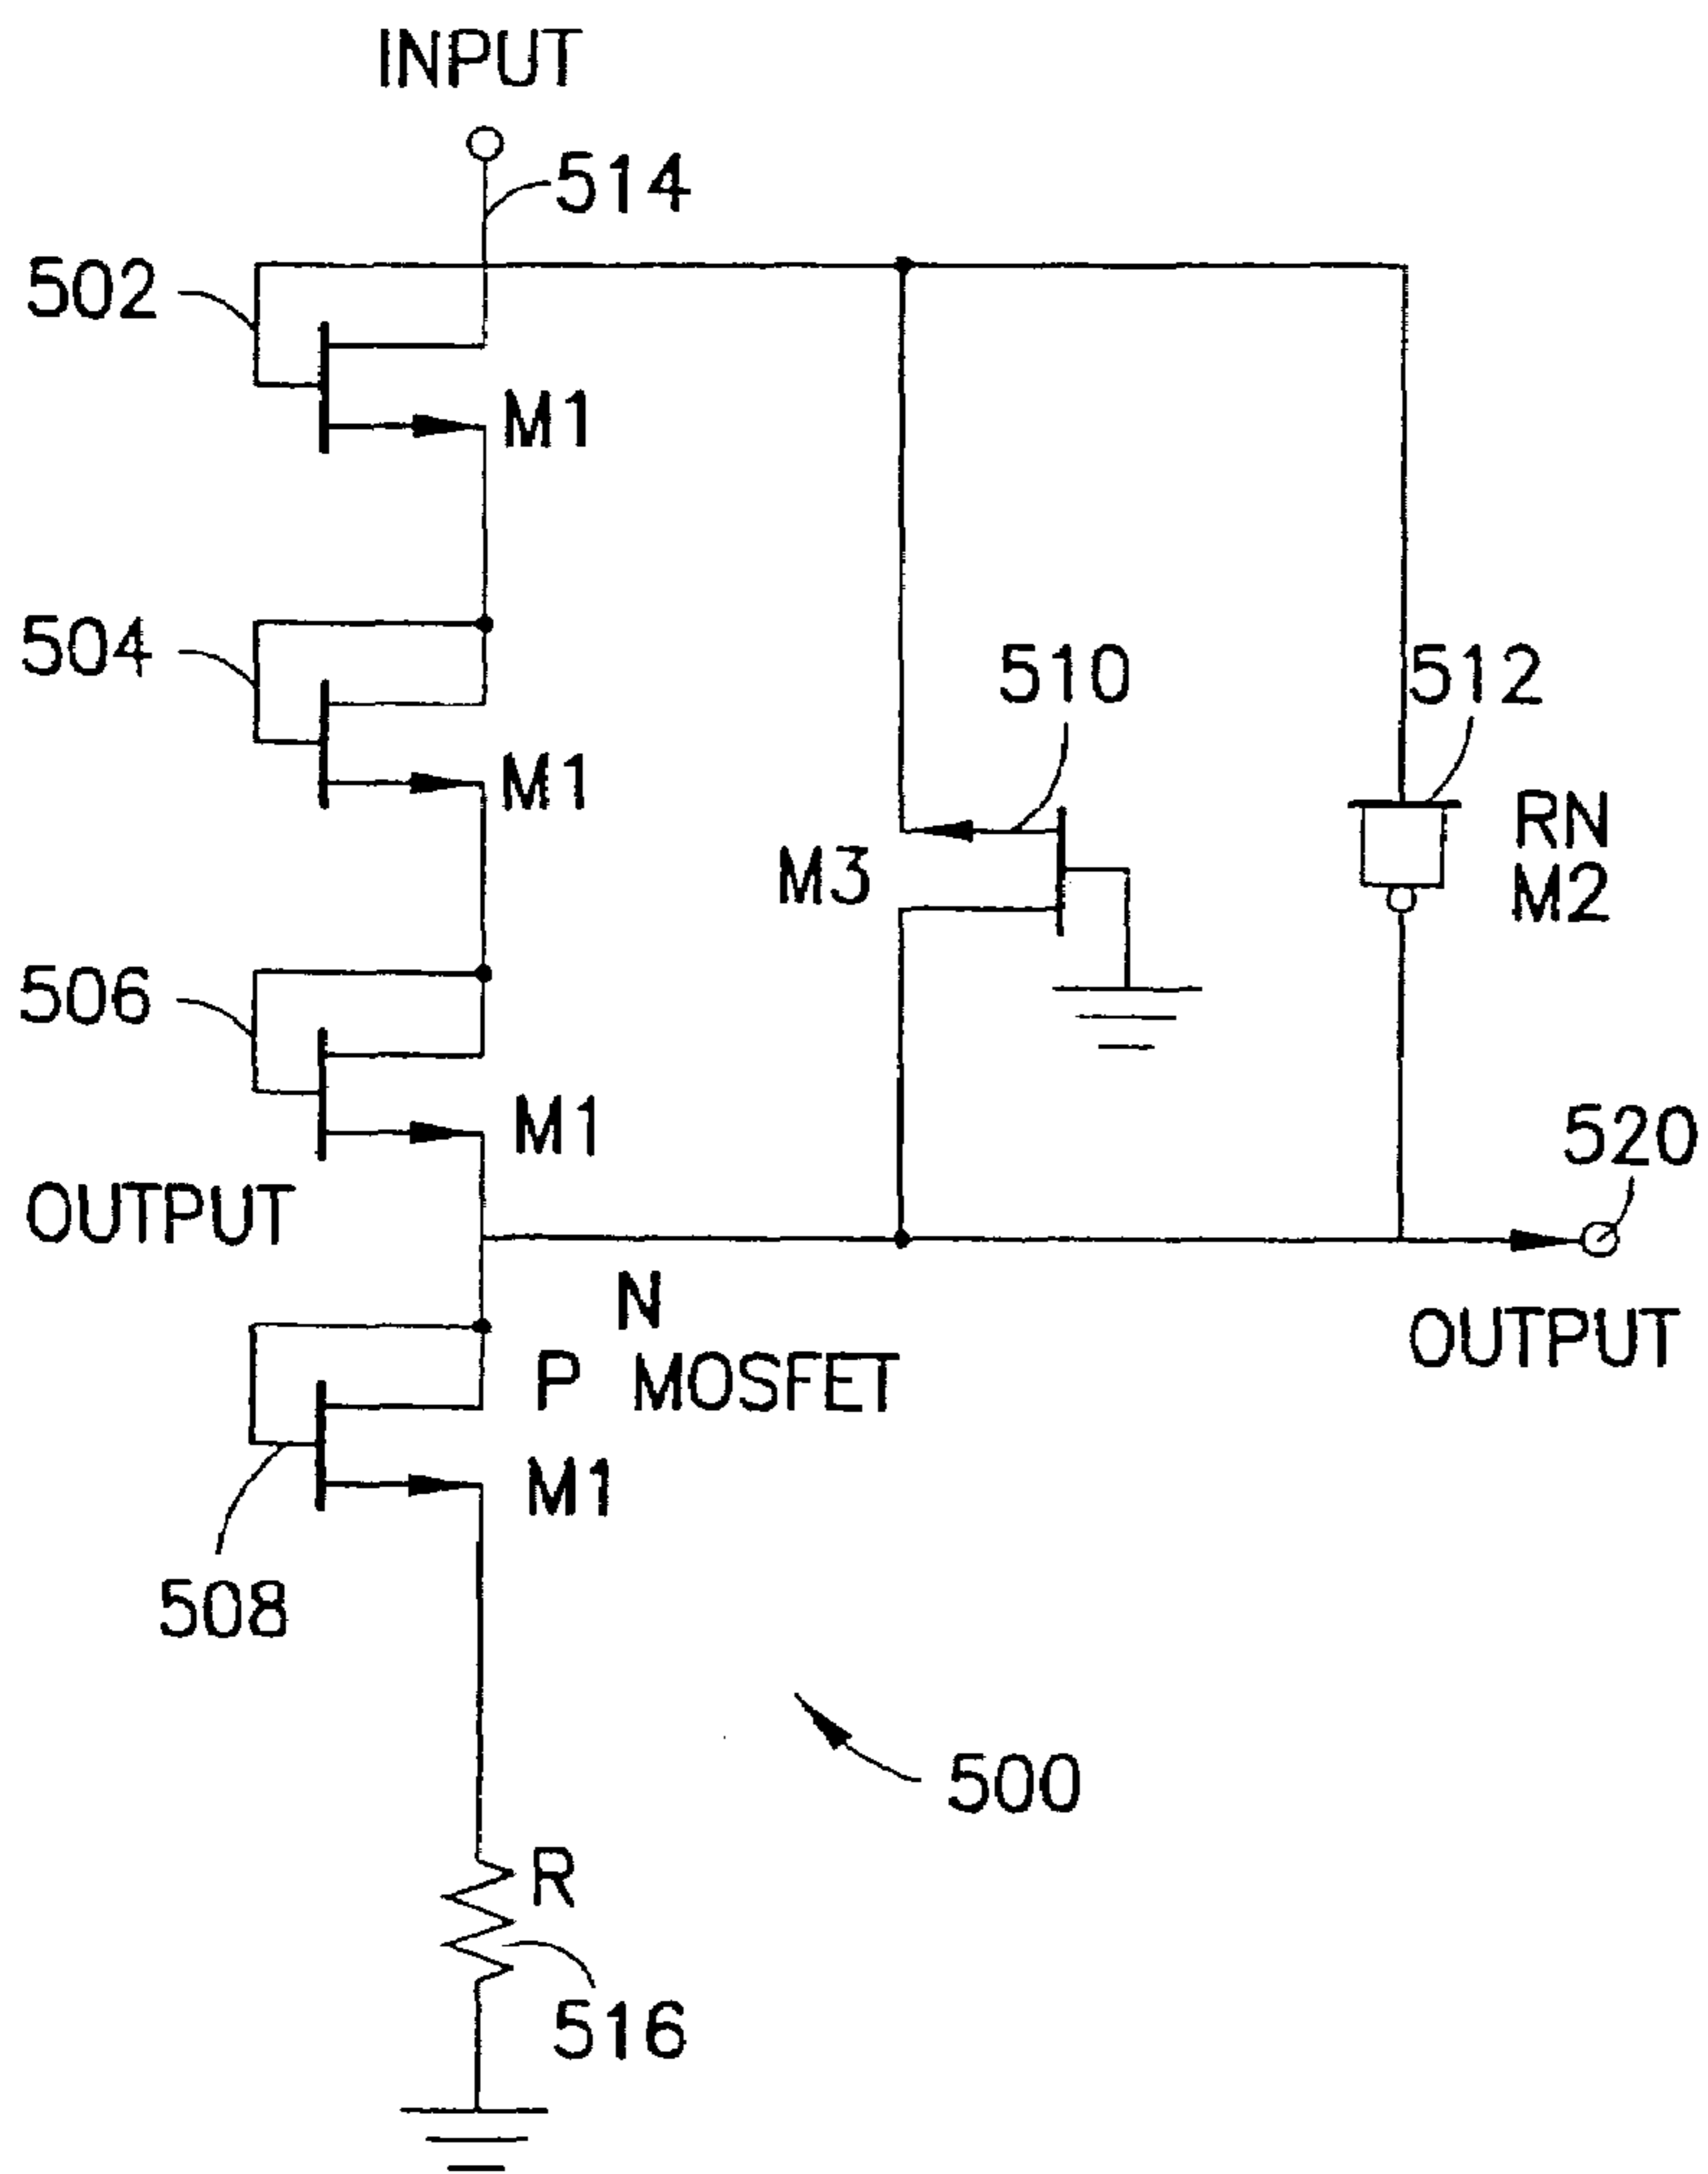 INPUT
514
502
M1
504
M1
510
512
RN
M2
M3
506
M1
520
OUTPUT
N
P MOSFET
OUTPUT
M1
508
500
R
516